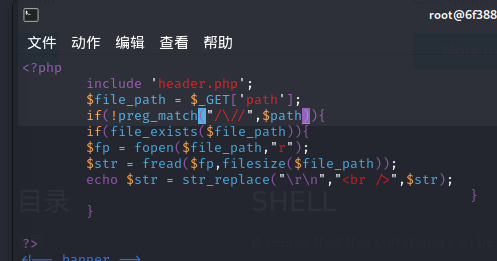 root@6f388
文件 动作 编辑 查看 帮助
<?php
include 'header.php';
$file_path = $_GET['path'];
if(!preg_match("/\//",$path)){
if(file_exists($file_path)){
$fp = fopen($file_path,"r");
$str = fread($fp,filesize($file_path));
echo $str = str_replace("\r\n","<br />",$str);
目录 SHELL
}
}
?>
<!-- banner -->